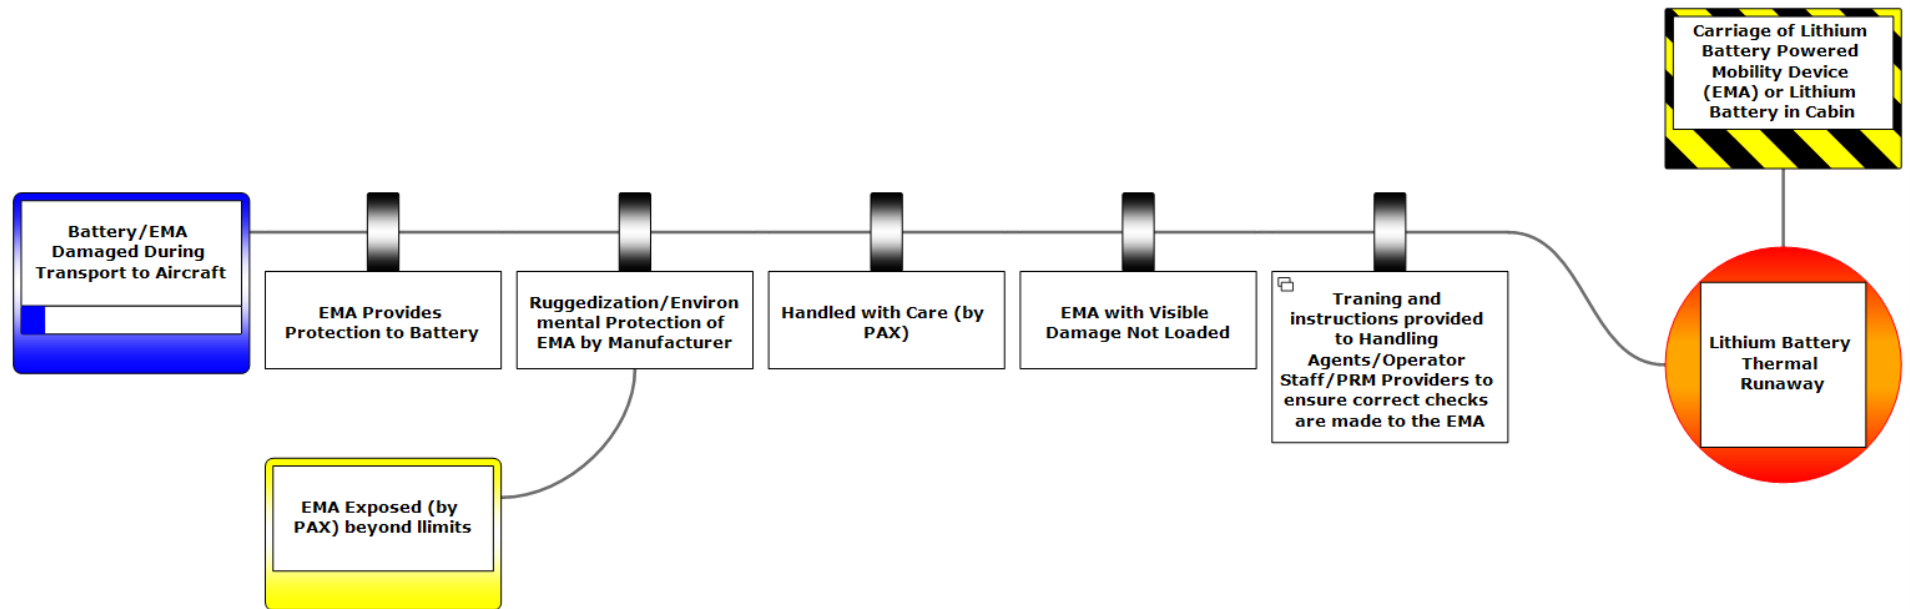 Carriage of Lithium
Battery Powered
Mobility Device
(EMA) or Lithium
Battery in Cabin
Battery/EMA
Damaged During
Transport to Aircraft
EMA Provides
Protection to Battery
Ruggedization/Environ
mental Protection of
EMA by Manufacturer
Handled with Care (by
PAX)
EMA with Visible
Damage Not Loaded
Traning and
instructions provided
to Handling
Agents/Operator
Staff/PRM Providers to
ensure correct checks
are made to the EMA
Lithium Battery
Thermal
Runaway
EMA Exposed (by
PAX) beyond llimits